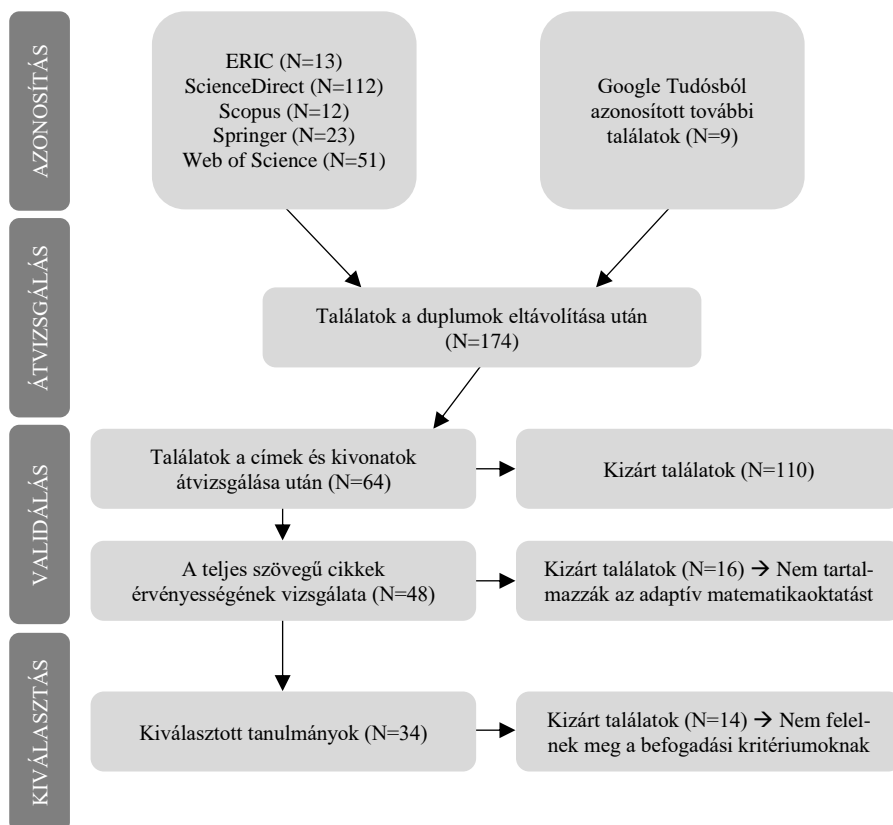 AZONOSÍTÁS
ERIC (N=13)
ScienceDirect (N=112)
Scopus (N=12)
Springer (N=23)
Web of Science (N=51)
Google Tudósból
azonosított további
találatok (N=9)
ÁTVIZSGÁLÁS
Találatok a duplumok eltávolítása után
(N=174)
VALIDÁLÁS
Találatok a címek és kivonatok
átvizsgálása után (N=64)
Kizárt találatok (N=110)
A teljes szövegű cikkek
érvényességének vizsgálata (N=48)
Kizárt találatok (N=16) → Nem tartal-
mazzák az adaptív matematikaoktatást
KIVÁLASZTÁS
Kiválasztott tanulmányok (N=34)
Kizárt találatok (N=14) → Nem felel-
nek meg a befogadási kritériumoknak